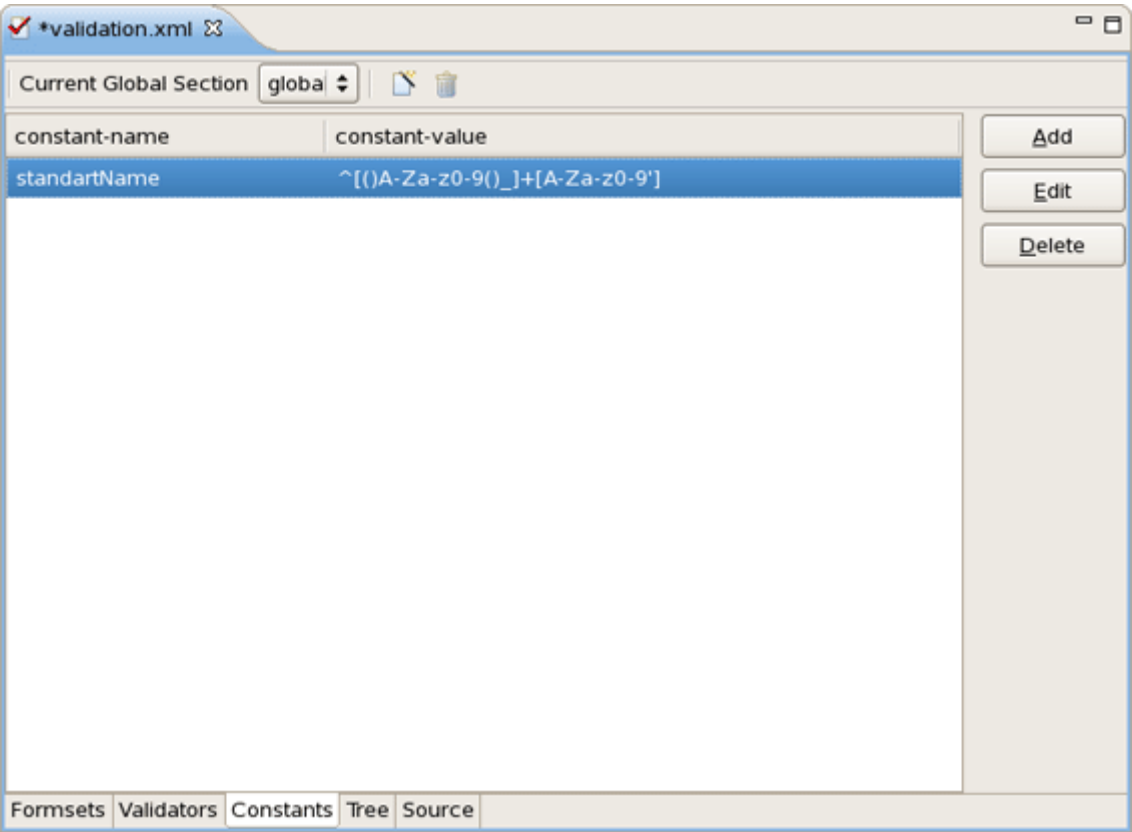 *validation.xml
Current Global Section globa
constant-name constant-value
standartName ^[()A-Za-z0-9()_]+[A-Za-z0-9']
Add
Edit
Delete
Formsets Validators Constants Tree Source